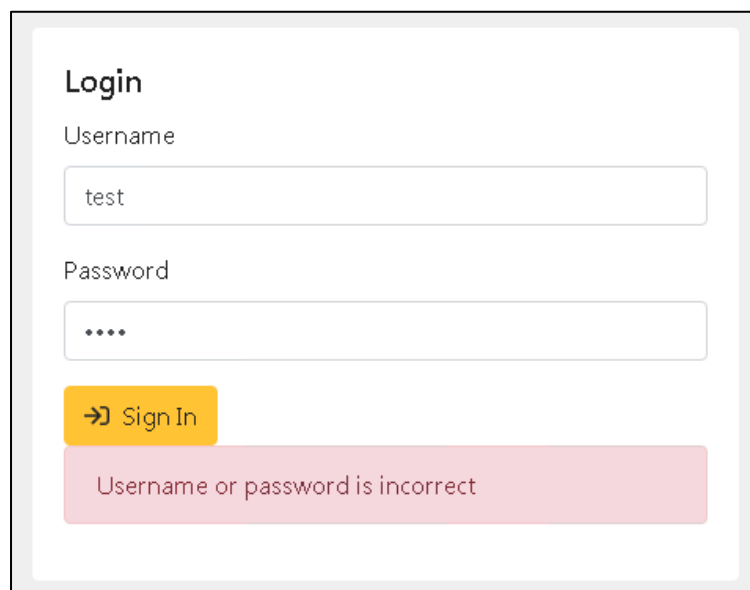 Login
Username
test
Password
••••
Sign In
Username or password is incorrect